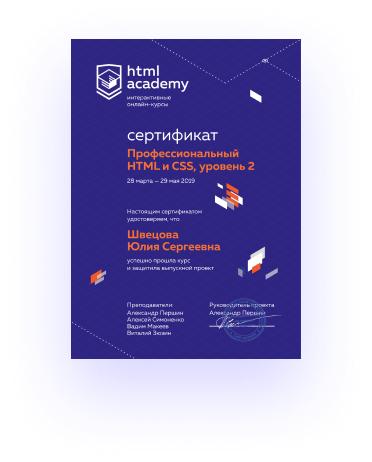 html
academy
интерактивные
онлайн-курсы
сертификат
Профессиональный
HTML и CSS, уровень 2
28 марта — 29 мая 2019
Настоящим сертификатом
удостоверяем, что
Швецова
Юлия Сергеевна
успешно прошла курс
и защитила выпускной проект
Преподаватели
Александр Першин
Алексей Симоненко
Вадим Макеев
Виталий Зюзин
Руководитель проекта
Александр Першин